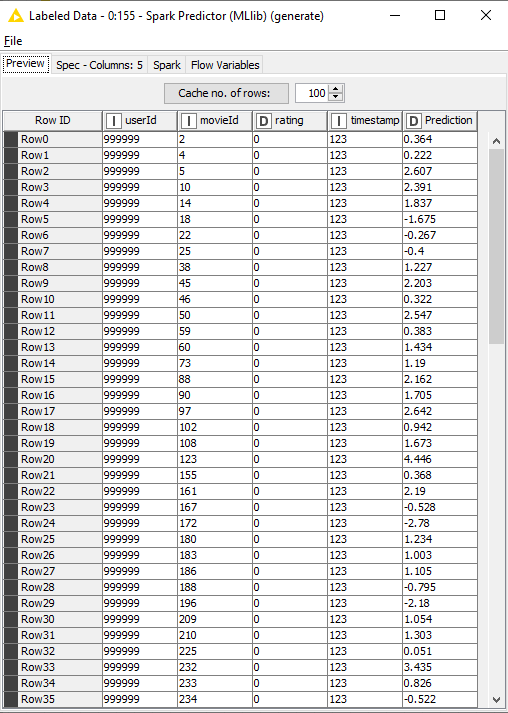 Labeled Data - 0:155 - Spark Predictor (MLlib) (generate)
File
Preview Spec - Columns: 5 Spark Flow Variables
Cache no. of rows: 100
Row ID I userId I movieId D rating I timestamp D Prediction
Row0 999999 2 0 123 0.364
Row1 999999 4 0 123 0.222
Row2 999999 5 0 123 2.607
Row3 999999 10 0 123 2.391
Row4 999999 14 0 123 1.837
Row5 999999 18 0 123 -1.675
Row6 999999 22 0 123 -0.267
Row7 999999 25 0 123 -0.4
Row8 999999 38 0 123 1.227
Row9 999999 45 0 123 2.203
Row10 999999 46 0 123 0.322
Row11 999999 50 0 123 2.547
Row12 999999 59 0 123 0.383
Row13 999999 60 0 123 1.434
Row14 999999 73 0 123 1.19
Row15 999999 88 0 123 2.162
Row16 999999 90 0 123 1.705
Row17 999999 97 0 123 2.642
Row18 999999 102 0 123 0.942
Row19 999999 108 0 123 1.673
Row20 999999 123 0 123 4.446
Row21 999999 155 0 123 0.368
Row22 999999 161 0 123 2.19
Row23 999999 167 0 123 -0.528
Row24 999999 172 0 123 -2.78
Row25 999999 180 0 123 1.234
Row26 999999 183 0 123 1.003
Row27 999999 186 0 123 1.105
Row28 999999 188 0 123 -0.795
Row29 999999 196 0 123 -2.18
Row30 999999 209 0 123 1.054
Row31 999999 210 0 123 1.303
Row32 999999 225 0 123 0.051
Row33 999999 232 0 123 3.435
Row34 999999 233 0 123 0.826
Row35 999999 234 0 123 -0.522